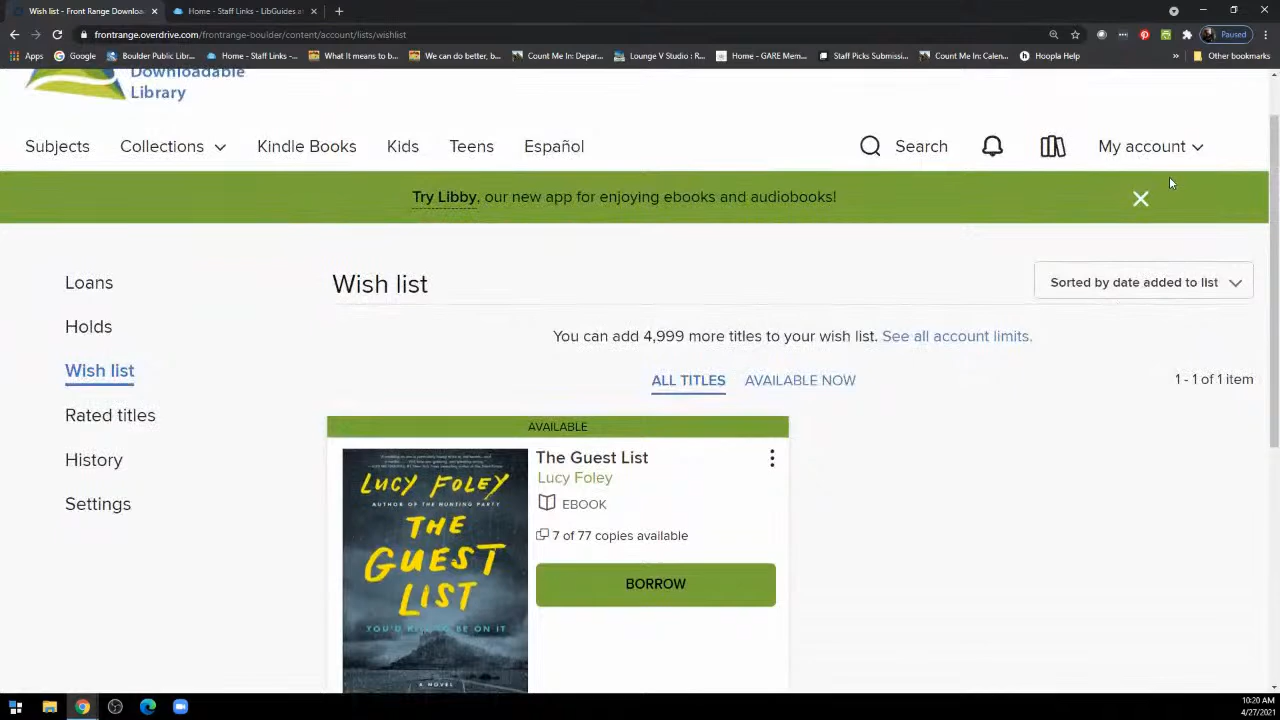 Wish list - Front Range Downloa
Home - Staff Links - LibGuides a
frontrange.overdrive.com/frontrange-boulder/content/account/lists/wishlist
Paused
Apps
Google
Boulder Public Librar...
Home - Staff Links -...
What it means to b...
We can do better, b...
Count Me In: Depar...
Lounge V Studio : R...
Home - GARE Mem...
Staff Picks Submissi...
Count Me In: Calen...
Hoopla Help
»
Other bookmarks
Downloadable
Library
Subjects
Collections
Kindle Books
Kids
Teens
Español
Search
My account
Try Libby, our new app for enjoying ebooks and audiobooks!
Loans
Holds
Wish list
Rated titles
History
Settings
Wish list
Sorted by date added to list
You can add 4,999 more titles to your wish list. See all account limits.
ALL TITLES
AVAILABLE NOW
1 - 1 of 1 item
AVAILABLE
LUCY FOLEY
AUTHOR OF THE HUNTING PARTY
THE
GUEST
LIST
YOU'D KILL TO BE ON IT
A NOVEL
The Guest List
Lucy Foley
EBOOK
7 of 77 copies available
BORROW
10:20 AM
4/27/2021